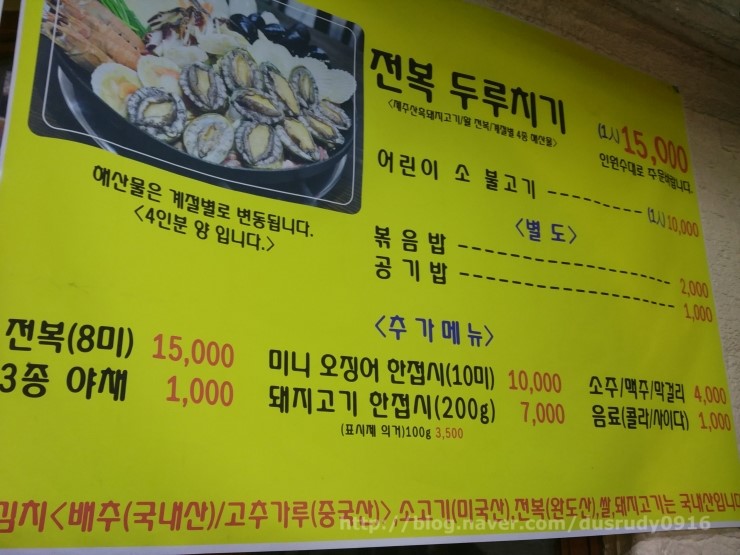 전복 두루치기
<제주산흑돼지고기/활 전복/계절별 4종 해산물>
(1人) 15,000
인원수대로 주문하랍니다.
해산물은 계절별로 변동됩니다.
<4인분 양 입니다.>
어린이 소 불고기 ---------- (1人) 10,000
<별 도>
볶음밥 -------------------- 2,000
공기밥 -------------------- 1,000
<추가메뉴>
전복(8미) 15,000
3종 야채 1,000
미니 오징어 한접시(10미) 10,000
돼지고기 한접시(200g) 7,000
(표시제 의거)100g 3,500
소주/맥주/막걸리 4,000
음료(콜라/사이다) 1,000
김치<배추(국내산)/고추가루(중국산)>,소고기(미국산),전복(완도산),쌀,돼지고기는 국내산입니다
http://blog.naver.com/dusrudy0916